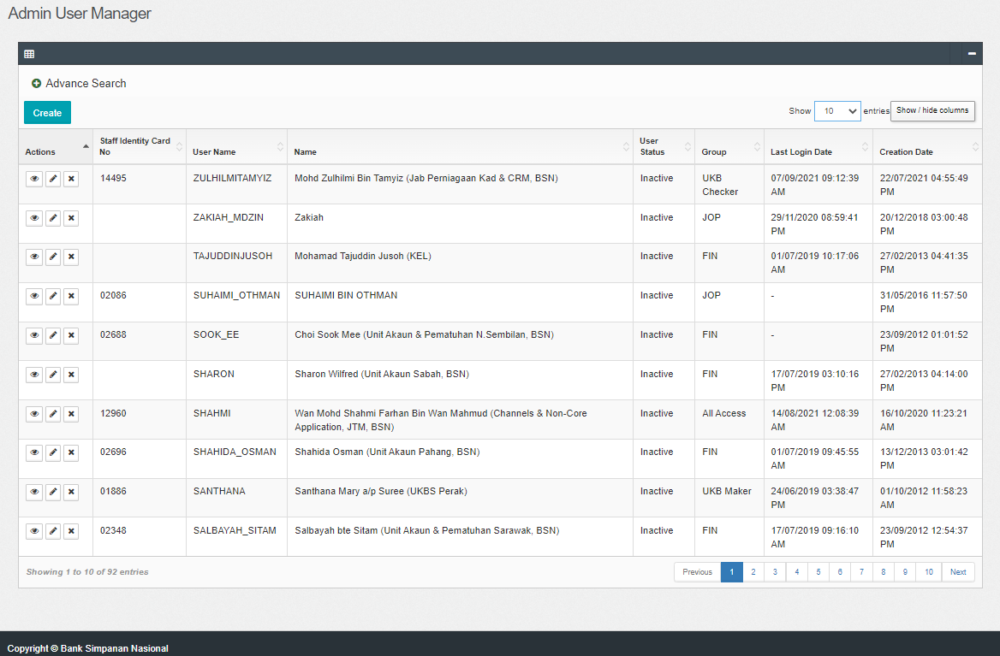 Admin User Manager
Advance Search
Create
Show 10 entries Show / hide columns
Actions Staff Identity Card No User Name Name User Status Group Last Login Date Creation Date
14495 ZULHILMITAMYIZ Mohd Zulhilmi Bin Tamyiz (Jab Perniagaan Kad & CRM, BSN) Inactive UKB Checker 07/09/2021 09:12:39 AM 22/07/2021 04:55:49 PM
ZAKIAH_MDZIN Zakiah Inactive JOP 29/11/2020 08:59:41 PM 20/12/2018 03:00:48 PM
TAJUDDINJUSOH Mohamad Tajuddin Jusoh (KEL) Inactive FIN 01/07/2019 10:17:06 AM 27/02/2013 04:41:35 PM
02086 SUHAIMI_OTHMAN SUHAIMI BIN OTHMAN Inactive JOP - 31/05/2016 11:57:50 PM
02688 SOOK_EE Choi Sook Mee (Unit Akaun & Pematuhan N.Sembilan, BSN) Inactive FIN - 23/09/2012 01:01:52 PM
SHARON Sharon Wilfred (Unit Akaun Sabah, BSN) Inactive FIN 17/07/2019 03:10:16 PM 27/02/2013 04:14:00 PM
12960 SHAHMI Wan Mohd Shahmi Farhan Bin Wan Mahmud (Channels & Non-Core Application, JTM, BSN) Inactive All Access 14/08/2021 12:08:39 AM 16/10/2020 11:23:21 AM
02696 SHAHIDA_OSMAN Shahida Osman (Unit Akaun Pahang, BSN) Inactive FIN 01/07/2019 09:45:55 AM 13/12/2013 03:01:42 PM
01886 SANTHANA Santhana Mary a/p Suree (UKBS Perak) Inactive UKB Maker 24/06/2019 03:38:47 PM 01/10/2012 11:58:23 AM
02348 SALBAYAH_SITAM Salbayah bte Sitam (Unit Akaun & Pematuhan Sarawak, BSN) Inactive FIN 17/07/2019 09:16:10 AM 23/09/2012 12:54:37 PM
Showing 1 to 10 of 92 entries Previous 1 2 3 4 5 6 7 8 9 10 Next
Copyright © Bank Simpanan Nasional